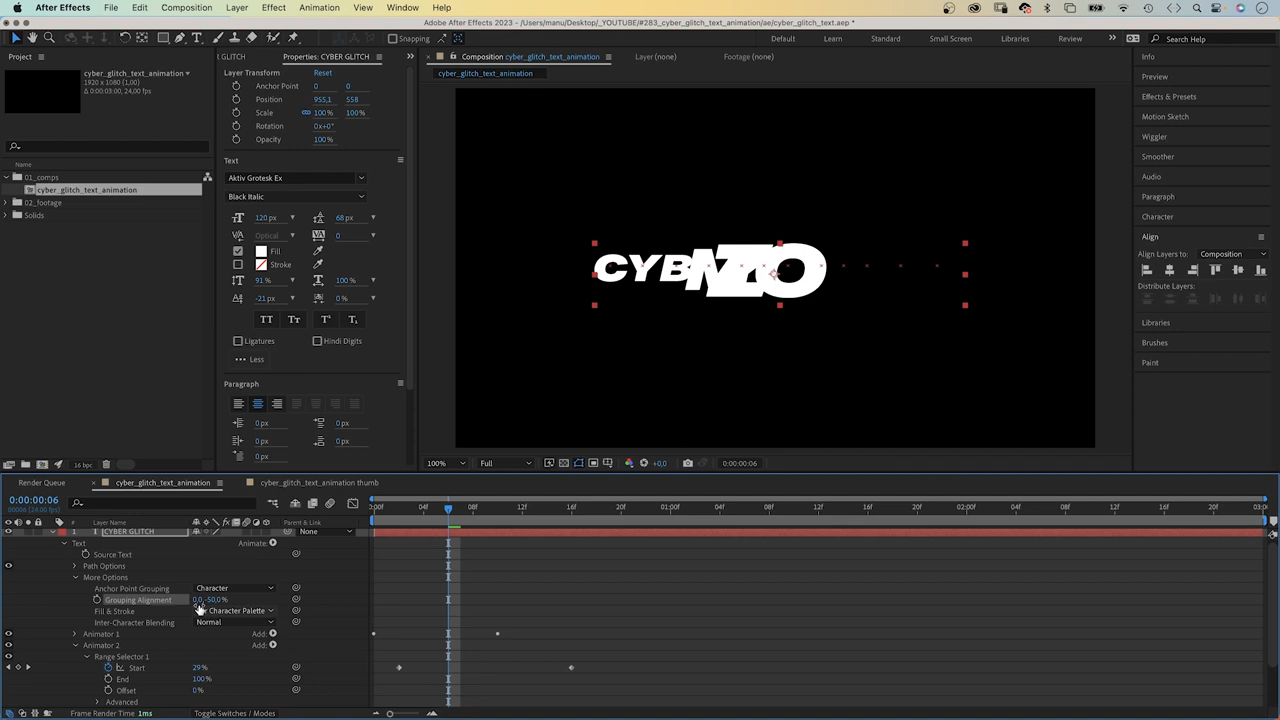 After Effects File Edit Composition Layer Effect Animation View Window Help
Adobe After Effects 2023 - /Users/manu/Desktop/_YOUTUBE/#283_cyber_glitch_text_animation/ae/cyber_glitch_text.aep *
Snapping
Default Learn Standard Small Screen Libraries Review
Search Help
Project
cyber_glitch_text_animation
1920 x 1080 (1,00)
Δ 0:00:03:00, 24,00 fps
Name
01_comps
cyber_glitch_text_animation
02_footage
Solids
16 bpc
GLITCH Properties: CYBER GLITCH
Layer Transform Reset
Anchor Point 0 0
Position 955,1 558
Scale 100% 100%
Rotation 0x+0°
Opacity 100%
Text
Aktiv Grotesk Ex
Black Italic
120 px 68 px
Optical 0
Fill
Stroke
91 % 100 %
-21 px 0 %
TT Tr T¹ T₁
Ligatures Hindi Digits
Less
Paragraph
0 px 0 px
0 px 0 px
0 px
Composition cyber_glitch_text_animation Layer (none) Footage (none)
cyber_glitch_text_animation
CYB
ZO
100% Full +0,0 0:00:00:06
Info
Preview
Effects & Presets
Motion Sketch
Wiggler
Smoother
Audio
Paragraph
Character
Align
Align Layers to: Composition
Distribute Layers:
Libraries
Brushes
Paint
Render Queue cyber_glitch_text_animation cyber_glitch_text_animation thumb
0:00:00:06
00006 (24.00 fps)
# Layer Name Parent & Link
:00f 04f 08f 12f 16f 20f 01:00f 04f 08f 12f 16f 20f 02:00f 04f 08f 12f 16f 20f 03:0
1 T CYBER GLITCH None
Text Animate:
Source Text
Path Options
More Options
Anchor Point Grouping Character
Grouping Alignment 0,0,-50,0%
Fill & Stroke Character Palette
Inter-Character Blending Normal
Animator 1 Add:
Animator 2 Add:
Range Selector 1
Start 29%
End 100%
Offset 0%
Advanced
Frame Render Time 1ms Toggle Switches / Modes